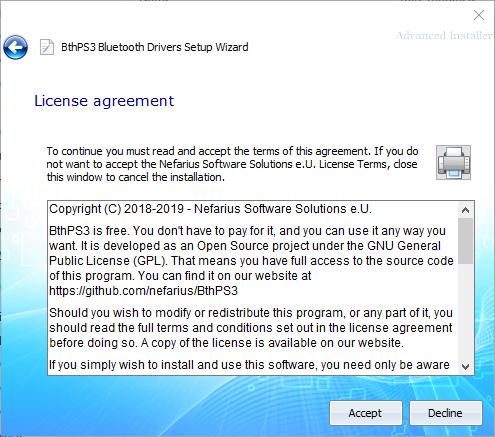 Advanced Installer
BthPS3 Bluetooth Drivers Setup Wizard
License agreement
To continue you must read and accept the terms of this agreement. If you do
not want to accept the Nefarius Software Solutions e.U. License Terms, close
this window to cancel the installation.
Copyright (C) 2018-2019 - Nefarius Software Solutions e.U.
BthPS3 is free. You don't have to pay for it, and you can use it any way you
want. It is developed as an Open Source project under the GNU General
Public License (GPL). That means you have full access to the source code
of this program. You can find it on our website at
https://github.com/nefarius/BthPS3
Should you wish to modify or redistribute this program, or any part of it, you
should read the full terms and conditions set out in the license agreement
before doing so. A copy of the license is available on our website.
If you simply wish to install and use this software, you need only be aware
Accept
Decline